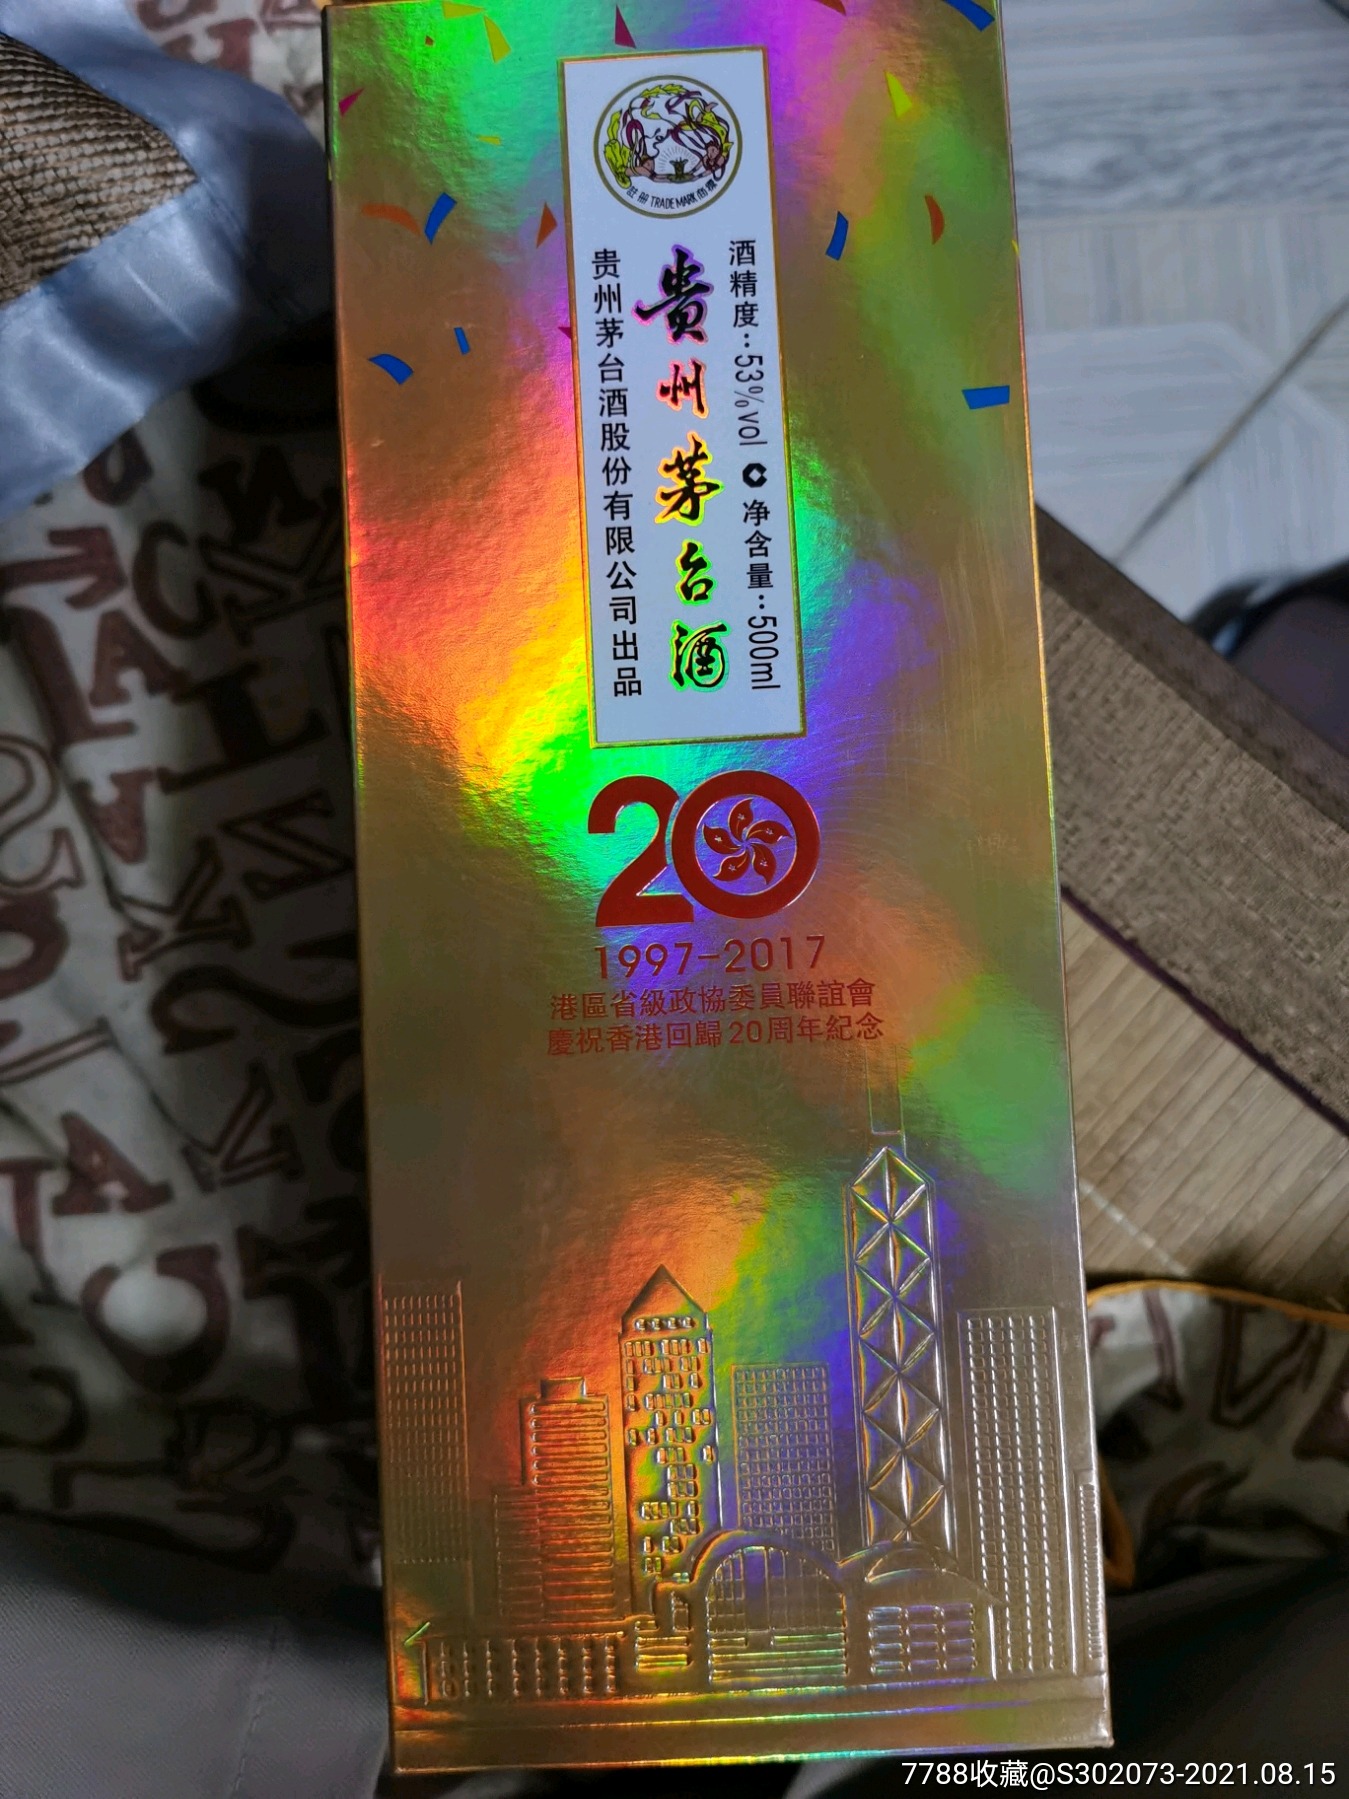 註册 TRADE MARK 商標
酒精度：53%vol 净含量：500ml
贵州茅台酒
贵州茅台酒股份有限公司出品
20
1997-2017
港區省級政協委員聯誼會
慶祝香港回歸20周年紀念
7788收藏@S302073-2021.08.15